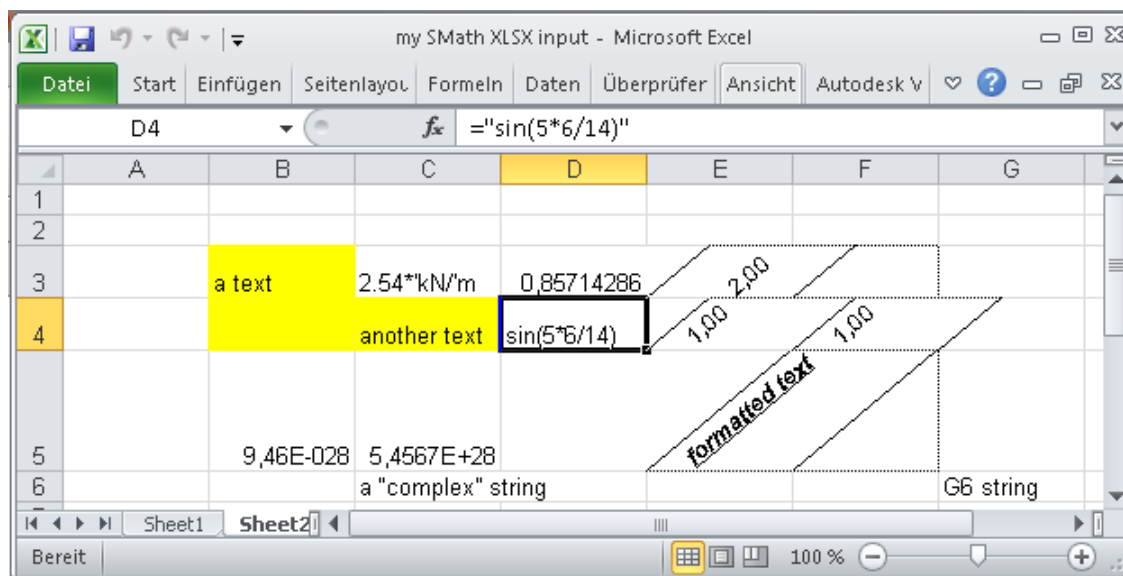 my SMath XLSX input - Microsoft Excel
Datei Start Einfügen Seitenlayou Formeln Daten Überprüfer Ansicht Autodesk V
D4 fx ="sin(5*6/14)"
A B C D E F G
1
2
3 a text 2.54*'kN/'m 0,85714286 2,00
4 another text sin(5*6/14) 1,00 1,00
formatted text
5 9,46E-028 5,4567E+28
6 a "complex" string G6 string
Sheet1 Sheet2
Bereit 100 %